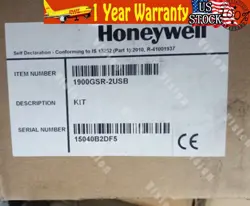 1 Year Warranty
US STOCK
Honeywell
Self Declaration - Conforming to IS 13252 (Part 1):2010, R-41001937
ITEM NUMBER
1900GSR-2USB
DESCRIPTION
KIT
SERIAL NUMBER
15040B2DF5
CE